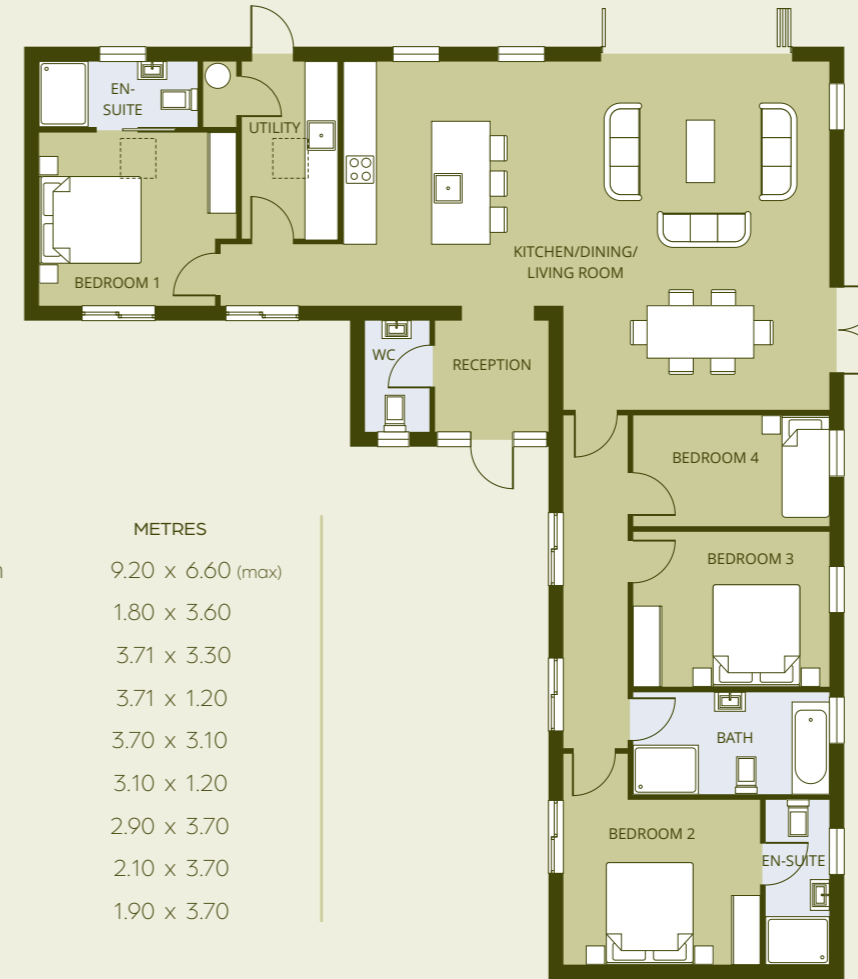 EN-
SUITE
UTILITY
BEDROOM 1
KITCHEN/DINING/
LIVING ROOM
WC
RECEPTION
BEDROOM 4
BEDROOM 3
BATH
BEDROOM 2
EN-SUITE
METRES
9.20 x 6.60 (max)
1.80 x 3.60
3.71 x 3.30
3.71 x 1.20
3.70 x 3.10
3.10 x 1.20
2.90 x 3.70
2.10 x 3.70
1.90 x 3.70